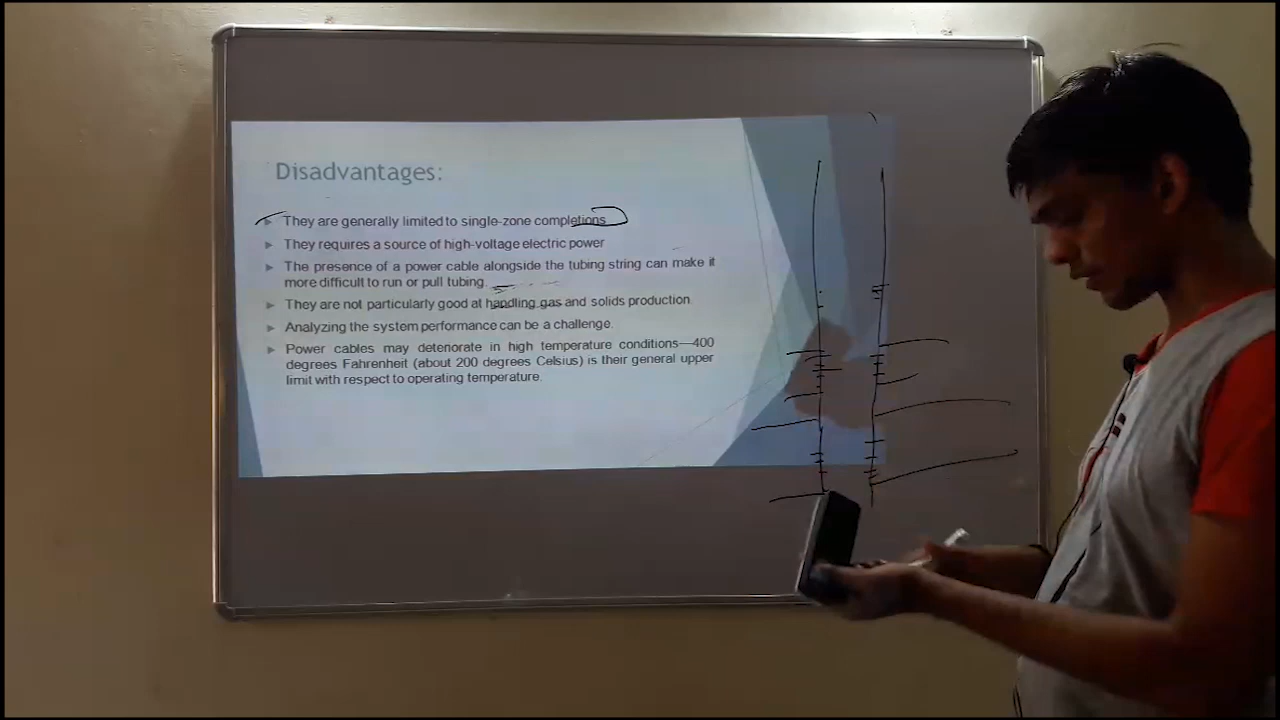 Disadvantages:
They are generally limited to single-zone completions
They requires a source of high-voltage electric power
The presence of a power cable alongside the tubing string can make it
more difficult to run or pull tubing.
They are not particularly good at handling gas and solids production
Analyzing the system performance can be a challenge.
Power cables may deteriorate in high temperature conditions—400
degrees Fahrenheit (about 200 degrees Celsius) is their general upper
limit with respect to operating temperature.